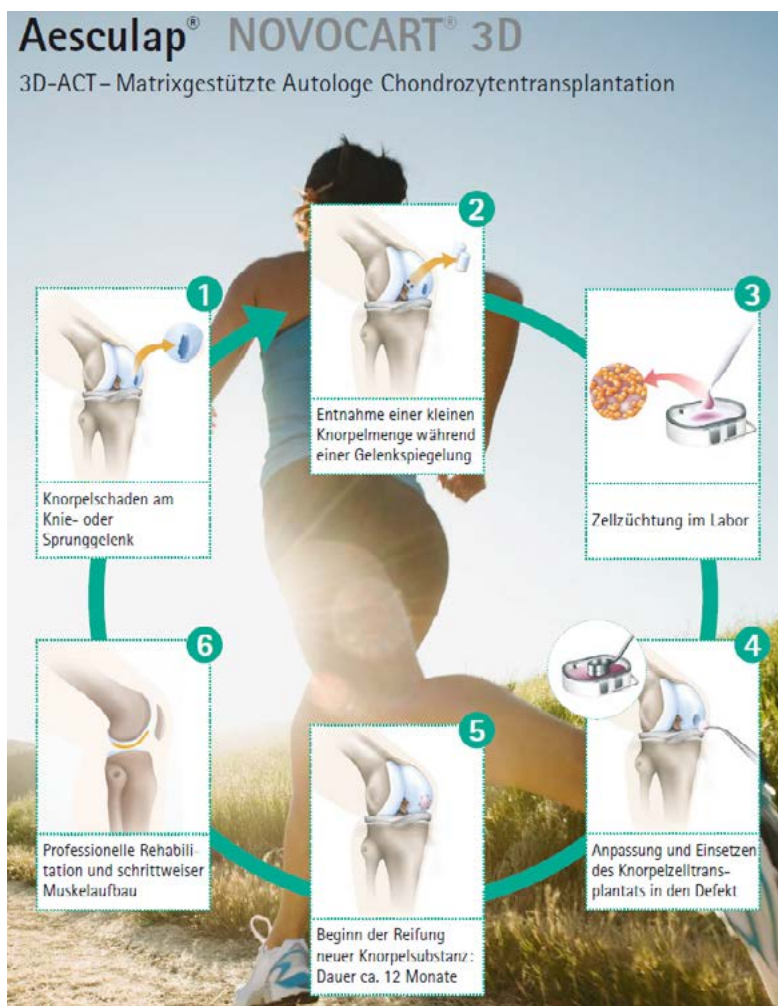 Aesculap® NOVOCART® 3D
3D-ACT – Matrixgestützte Autologe Chondrozytentransplantation
1
Knorpelschaden am
Knie- oder
Sprunggelenk
2
Entnahme einer kleinen
Knorpelmenge während
einer Gelenkspiegelung
3
Zellzüchtung im Labor
4
Anpassung und Einsetzen
des Knorpelzelltrans-
plantats in den Defekt
5
Beginn der Reifung
neuer Knorpelsubstanz:
Dauer ca. 12 Monate
6
Professionelle Rehabili-
tation und schrittweiser
Muskelaufbau